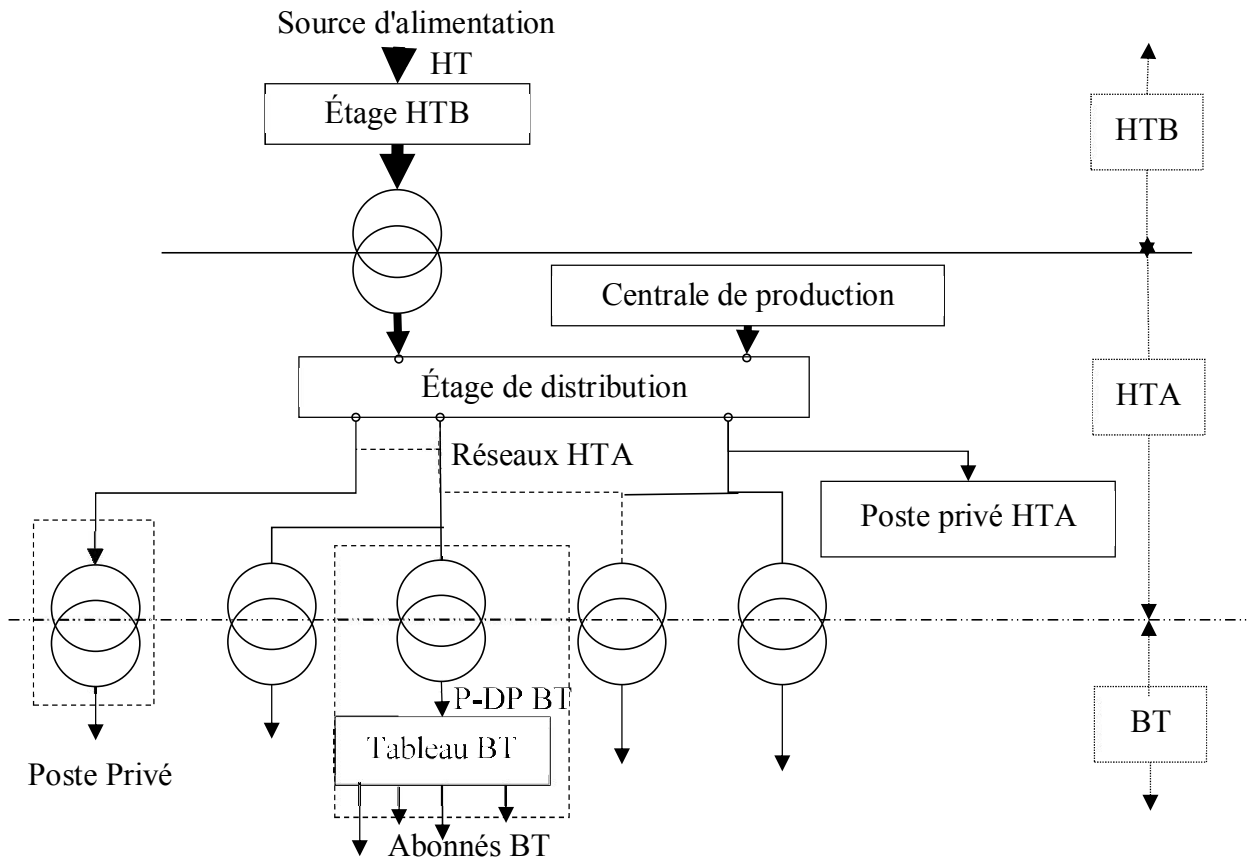 Source d'alimentation
HT
Étage HTB
HTB
Centrale de production
Étage de distribution
HTA
Réseaux HTA
Poste privé HTA
P-DP BT
Tableau BT
BT
Poste Privé
Abonnés BT